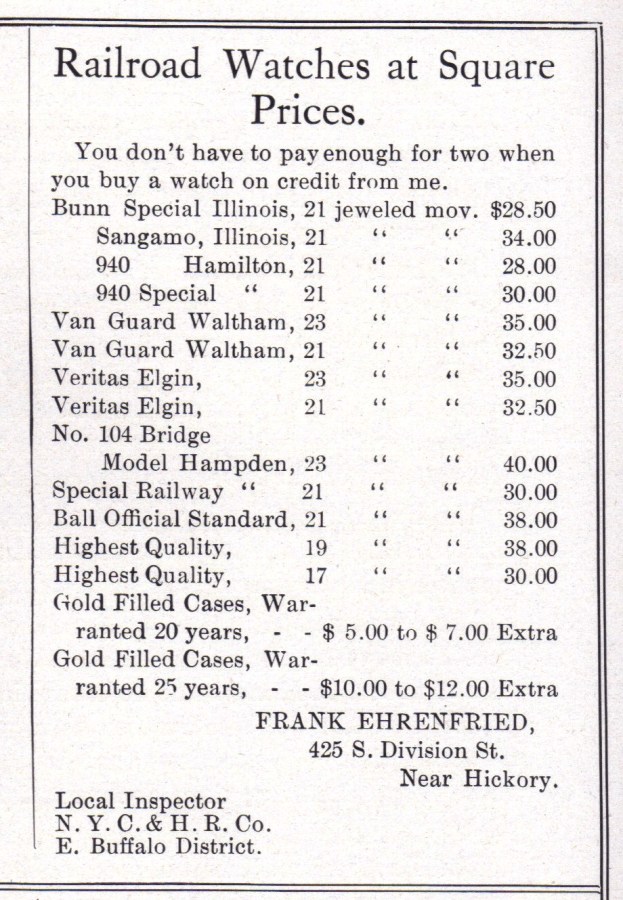 Railroad Watches at Square
Prices.
You don't have to pay enough for two when
you buy a watch on credit from me.
Bunn Special Illinois, 21 jeweled mov. $28.50
Sangamo, Illinois, 21 “ “ 34.00
940 Hamilton, 21 “ “ 28.00
940 Special “ 21 “ “ 30.00
Van Guard Waltham, 23 “ “ 35.00
Van Guard Waltham, 21 “ “ 32.50
Veritas Elgin, 23 “ “ 35.00
Veritas Elgin, 21 “ “ 32.50
No. 104 Bridge
Model Hampden, 23 “ “ 40.00
Special Railway “ 21 “ “ 30.00
Ball Official Standard, 21 “ “ 38.00
Highest Quality, 19 “ “ 38.00
Highest Quality, 17 “ “ 30.00
Gold Filled Cases, War-
ranted 20 years, - - $ 5.00 to $ 7.00 Extra
Gold Filled Cases, War-
ranted 25 years, - - $10.00 to $12.00 Extra
FRANK EHRENFRIED,
425 S. Division St.
Near Hickory.
Local Inspector
N. Y. C. & H. R. Co.
E. Buffalo District.